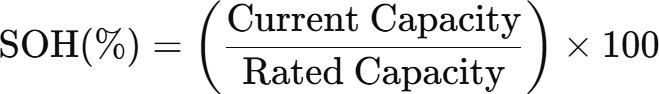 SOH(%) = (Current Capacity / Rated Capacity) × 100